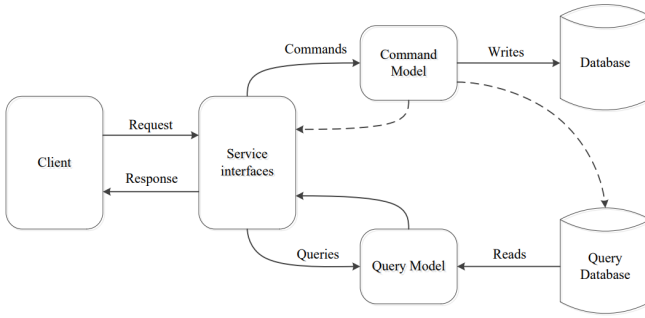 Commands
Command
Model
Writes
Database
Request
Client
Service
interfaces
Response
Queries
Query Model
Reads
Query
Database